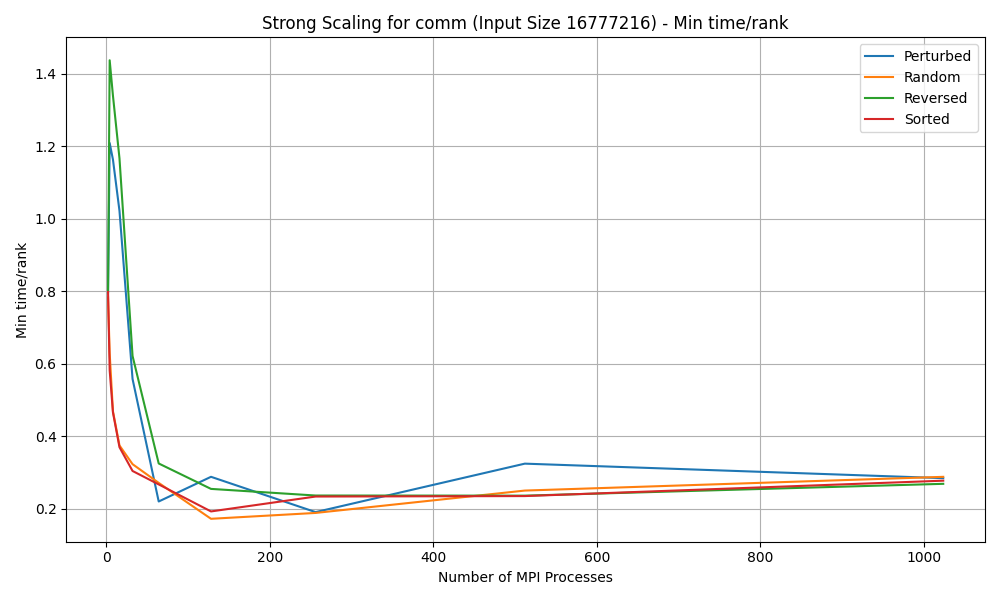 Strong Scaling for comm (Input Size 16777216) - Min time/rank
Perturbed
Random
Reversed
Sorted
Min time/rank
1.4
1.2
1.0
0.8
0.6
0.4
0.2
0 200 400 600 800 1000
Number of MPI Processes